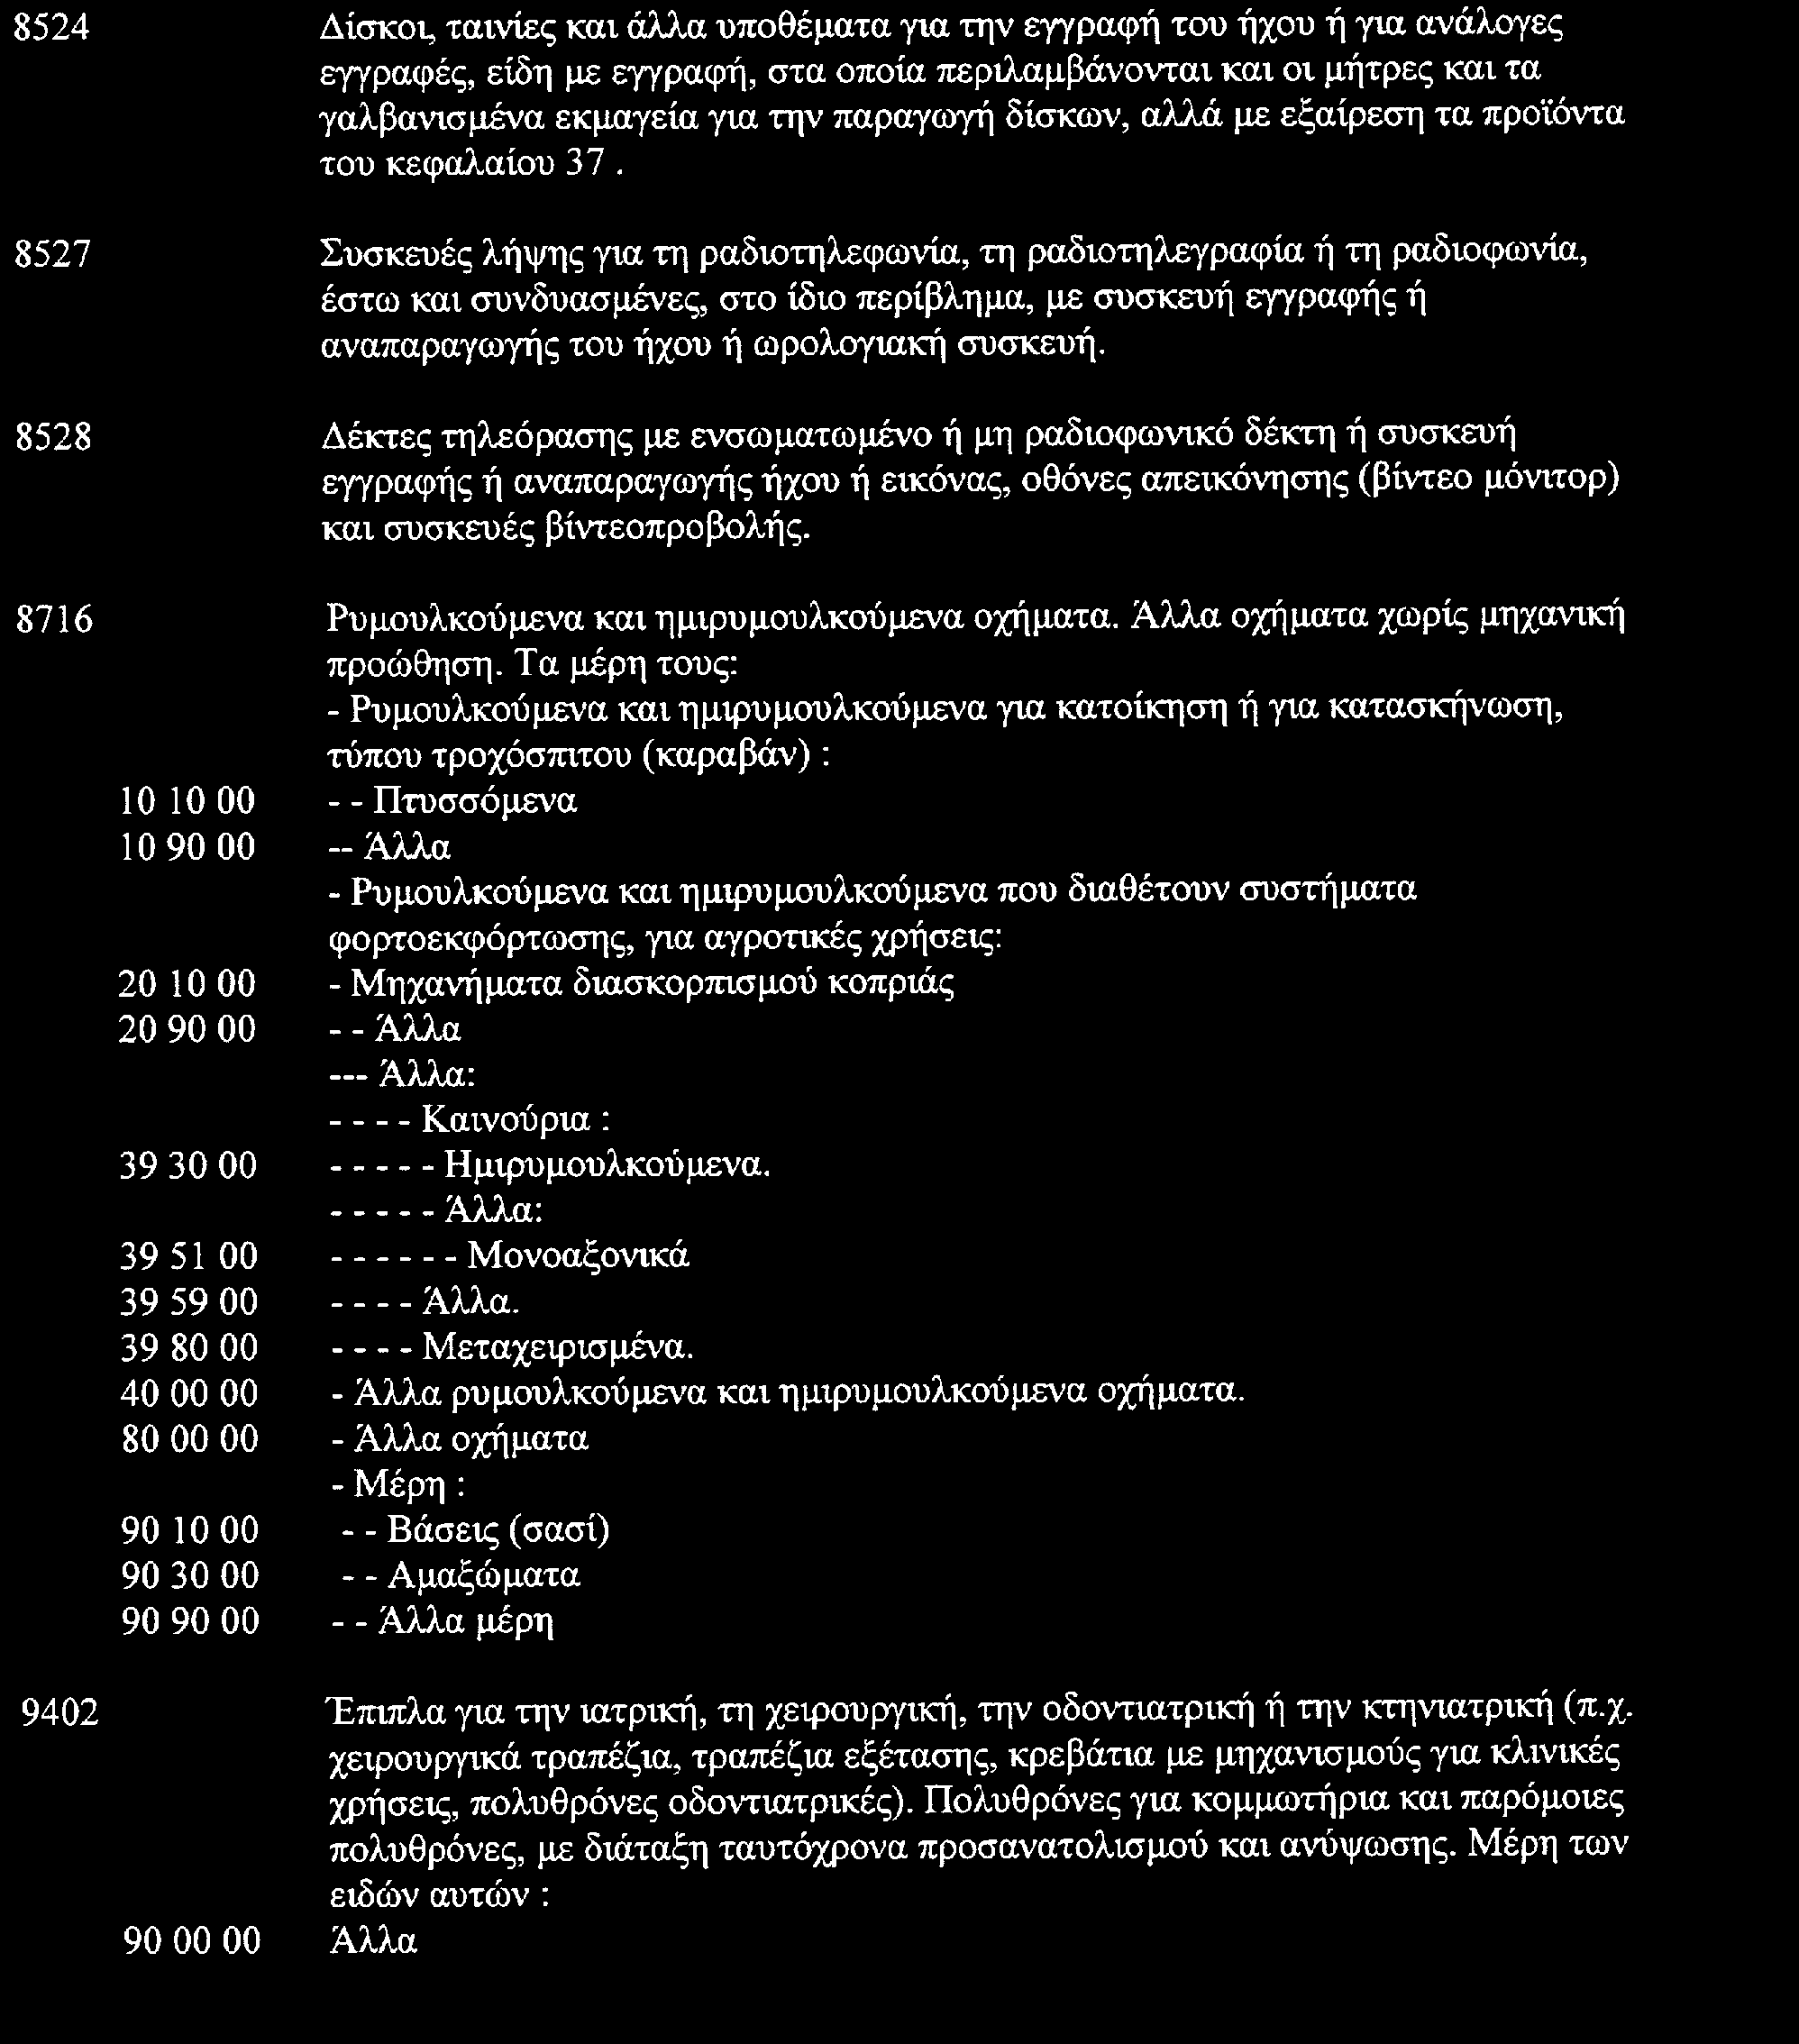 8524 Δίσκοι, ταινίες και άλλα υποθέματα για την εγγραφή του ήχου ή για ανάλογες
εγγραφές, είδη με εγγραφή, στα οποία περιλαμβάνονται και οι μήτρες και τα
γαλβανισμένα εκμαγεία για την παραγωγή δίσκων, αλλά με εξαίρεση τα προϊόντα
του κεφαλαίου 37 .
8527 Συσκευές λήψης για τη ραδιοτηλεφωνία, τη ραδιοτηλεγραφία ή τη ραδιοφωνία,
έστω και συνδυασμένες, στο ίδιο περίβλημα, με συσκευή εγγραφής ή
αναπαραγωγής του ήχου ή ωρολογιακή συσκευή.
8528 Δέκτες τηλεόρασης με ενσωματωμένο ή μη ραδιοφωνικό δέκτη ή συσκευή
εγγραφής ή αναπαραγωγής ήχου ή εικόνας, οθόνες απεικόνησης (βίντεο μόνιτορ)
και συσκευές βίντεοπροβολής.
8716 Ρυμουλκούμενα και ημιρυμουλκούμενα οχήματα. Άλλα οχήματα χωρίς μηχανική
προώθηση. Τα μέρη τους:
- Ρυμουλκούμενα και ημιρυμουλκούμενα για κατοίκηση ή για κατασκήνωση,
τύπου τροχόσπιτου (καραβάν) :
10 10 00 - - Πτυσσόμενα
10 90 00 -- Άλλα
- Ρυμουλκούμενα και ημιρυμουλκούμενα που διαθέτουν συστήματα
φορτοεκφόρτωσης, για αγροτικές χρήσεις:
20 10 00 - Μηχανήματα διασκορπισμού κοπριάς
20 90 00 - - Άλλα
--- Άλλα:
- - - - Καινούρια :
39 30 00 - - - - - Ημιρυμουλκούμενα.
- - - - - Άλλα:
39 51 00 - - - - - - Μονοαξονικά
39 59 00 - - - - Άλλα.
39 80 00 - - - - Μεταχειρισμένα.
40 00 00 - Άλλα ρυμουλκούμενα και ημιρυμουλκούμενα οχήματα.
80 00 00 - Άλλα οχήματα
- Μέρη :
90 10 00 - - Βάσεις (σασί)
90 30 00 - - Αμαξώματα
90 90 00 - - Άλλα μέρη
9402 Έπιπλα για την ιατρική, τη χειρουργική, την οδοντιατρική ή την κτηνιατρική (π.χ.
χειρουργικά τραπέζια, τραπέζια εξέτασης, κρεβάτια με μηχανισμούς για κλινικές
χρήσεις, πολυθρόνες οδοντιατρικές). Πολυθρόνες για κομμωτήρια και παρόμοιες
πολυθρόνες, με διάταξη ταυτόχρονα προσανατολισμού και ανύψωσης. Μέρη των
ειδών αυτών :
90 00 00 Άλλα